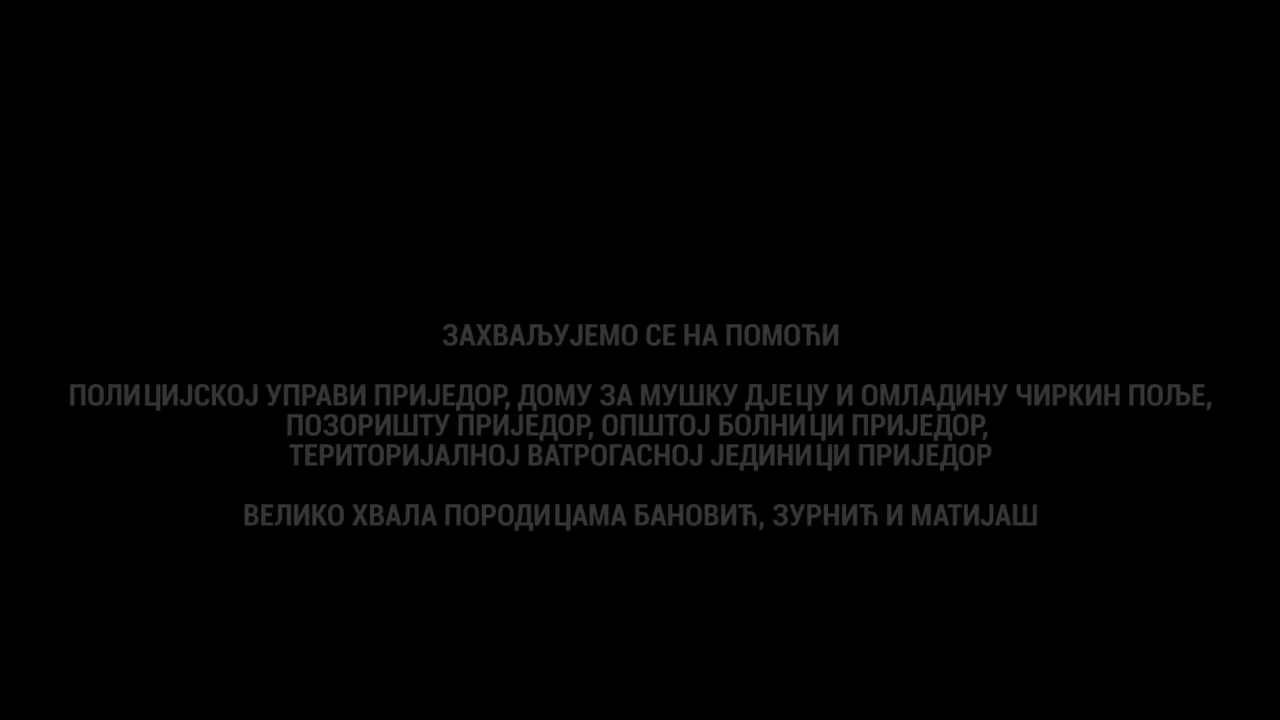 ЗАХВАЉУЈЕМО СЕ НА ПОМОЋИ
ПОЛИЦИЈСКОЈ УПРАВИ ПРИЈЕДОР, ДОМУ ЗА МУШКУ ДЈЕЦУ И ОМЛАДИНУ ЧИРКИН ПОЉЕ,
ПОЗОРИШТУ ПРИЈЕДОР, ОПШТОЈ БОЛНИЦИ ПРИЈЕДОР,
ТЕРИТОРИЈАЛНОЈ ВАТРОГАСНОЈ ЈЕДИНИЦИ ПРИЈЕДОР
ВЕЛИКО ХВАЛА ПОРОДИЦАМА БАНОВИЋ, ЗУРНИЋ И МАТИЈАШ